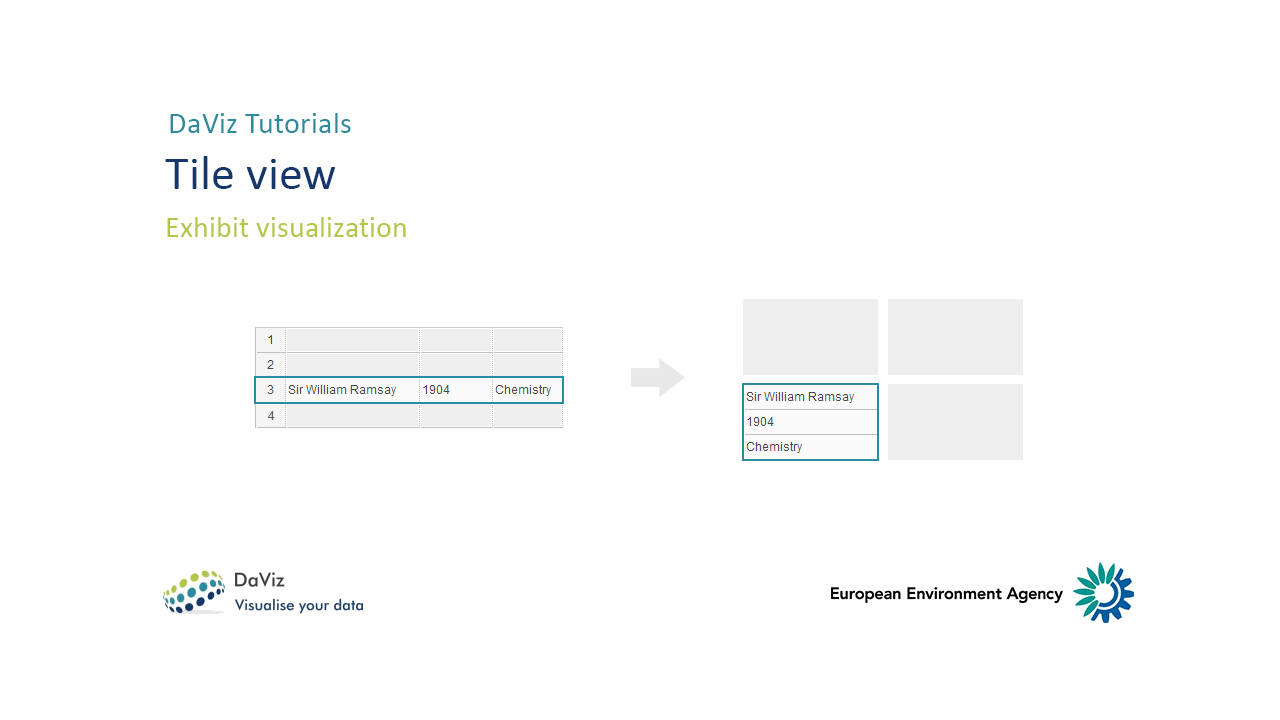 DaViz Tutorials
Tile view
Exhibit visualization
1
2
3 Sir William Ramsay 1904 Chemistry
4
Sir William Ramsay
1904
Chemistry
DaViz
Visualise your data
European Environment Agency